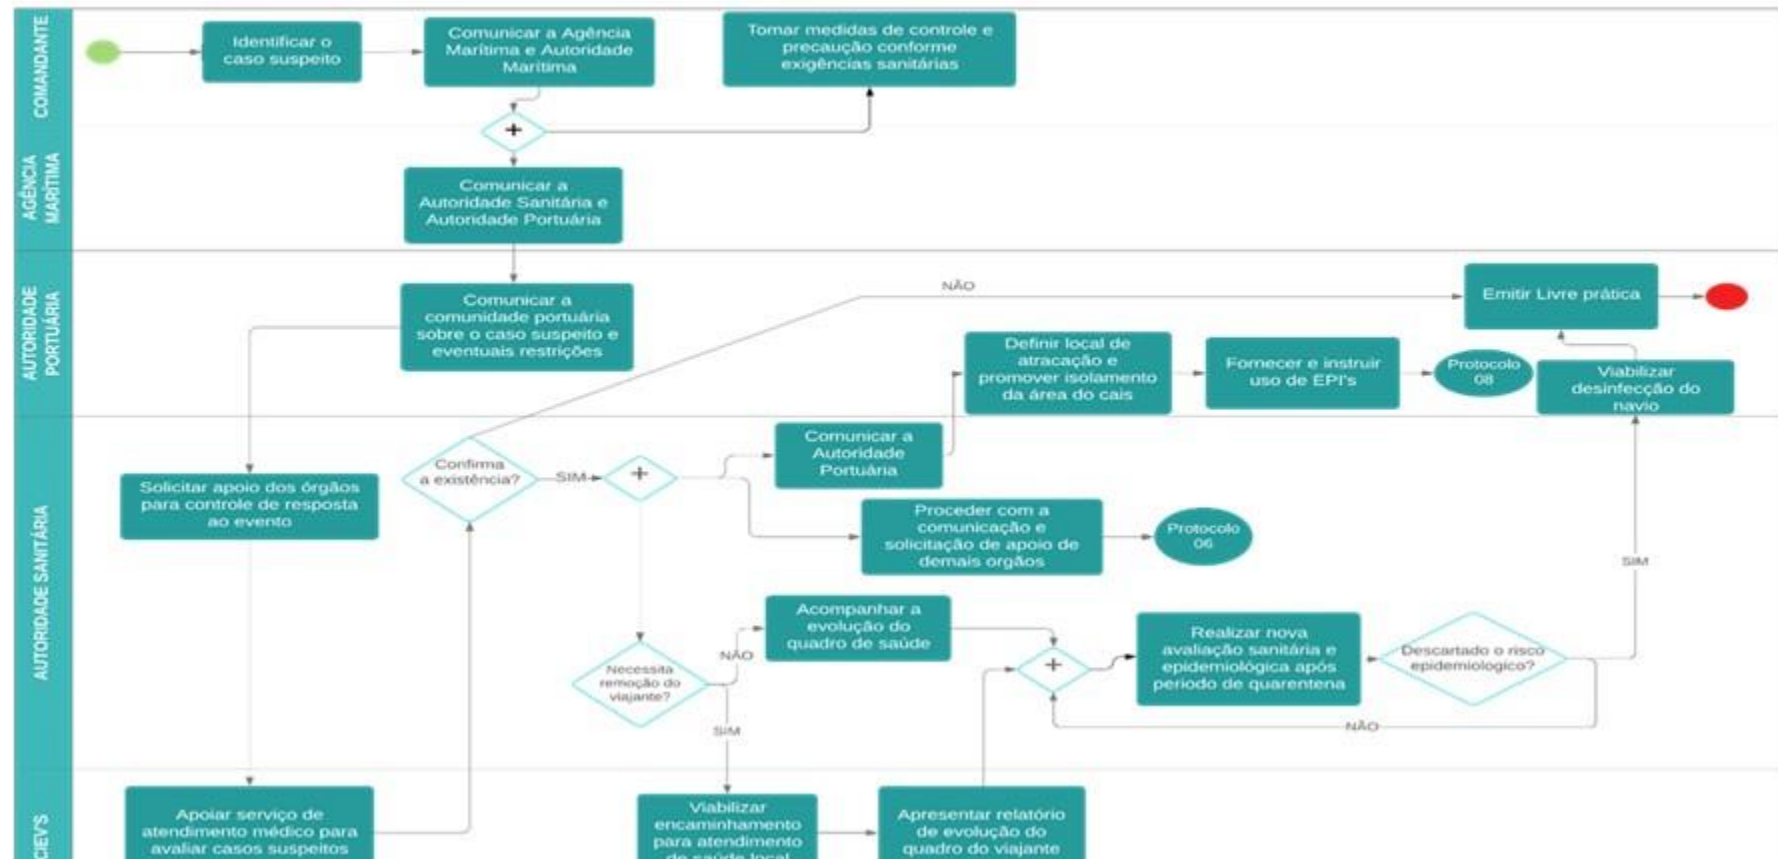 COMANDANTE
Identificar o
caso suspeito
Comunicar a Agência
Marítima e Autoridade
Marítima
Tomar medidas de controle e
precaução conforme
exigências sanitárias
+
AGÊNCIA
MARÍTIMA
Comunicar a
Autoridade Sanitária e
Autoridade Portuária
AUTORIDADE
PORTUÁRIA
Comunicar a
comunidade portuária
sobre o caso suspeito e
eventuais restrições
NÃO
Emitir Livre prática
Definir local de
atracação e
promover isolamento
da área do cais
Fornecer e instruir
uso de EPI's
Protocolo
08
Viabilizar
desinfecção do
navio
AUTORIDADE SANITÁRIA
Solicitar apoio dos órgãos
para controle de resposta
ao evento
Confirma
a existência?
SIM
+
Comunicar a
Autoridade
Portuária
Proceder com a
comunicação e
solicitação de apoio de
demais orgãos
Protocolo
06
SIM
Necessita
remoção do
viajante?
NÃO
SIM
Acompanhar a
evolução do
quadro de saúde
+
Realizar nova
avaliação sanitária e
epidemiológica após
periodo de quarentena
Descartado o risco
epidemiologico?
NÃO
CIEV'S
Apoiar serviço de
atendimento médico para
avaliar casos suspeitos
Viabilizar
encaminhamento
para atendimento
de saúde local
Apresentar relatório
de evolução do
quadro do viajante